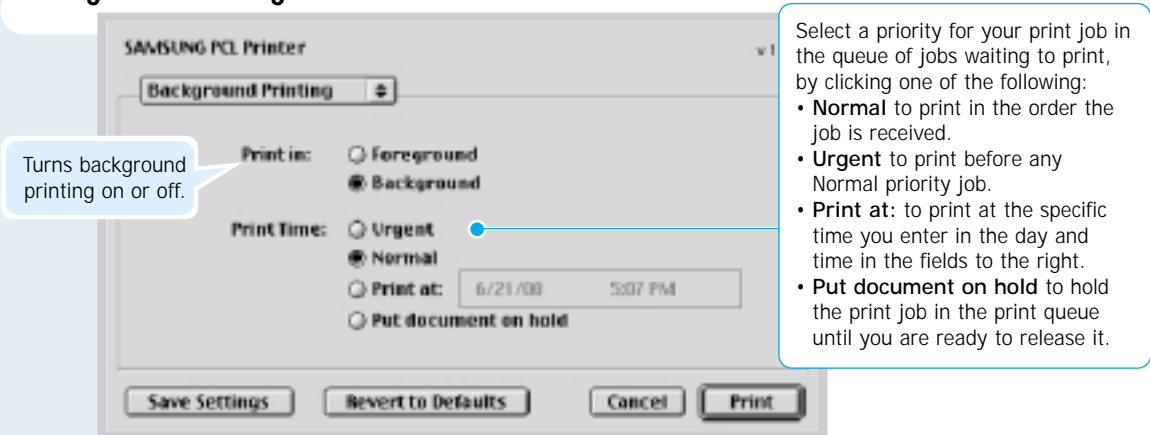 SAMSUNG PCL Printer
Background Printing
Print in:
Foreground
Background
Print Time:
Urgent
Normal
Print at: 6/21/00 5:07 PM
Put document on hold
Save Settings
Revert to Defaults
Cancel
Print
Turns background
printing on or off.
Select a priority for your print job in
the queue of jobs waiting to print,
by clicking one of the following:
• Normal to print in the order the
job is received.
• Urgent to print before any
Normal priority job.
• Print at: to print at the specific
time you enter in the day and
time in the fields to the right.
• Put document on hold to hold
the print job in the print queue
until you are ready to release it.